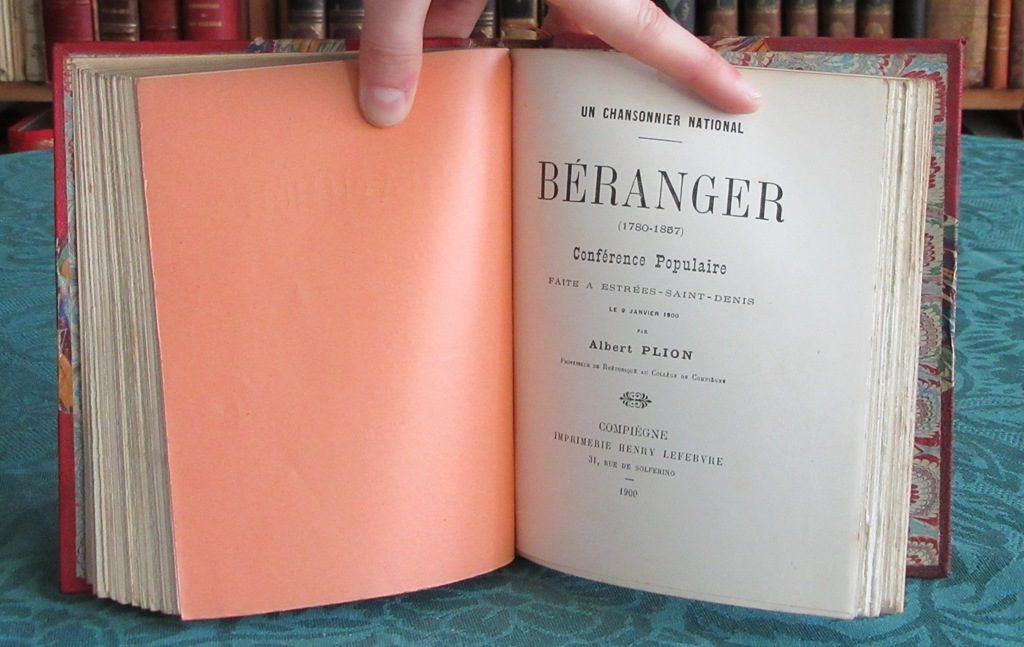 UN CHANSONNIER NATIONAL
BÉRANGER
(1780-1857)
Conférence Populaire
FAITE A ESTRÉES-SAINT-DENIS
LE 9 JANVIER 1900
PAR
Albert PLION
PROFESSEUR DE RHÉTORIQUE AU COLLÈGE DE COMPIÈGNE
COMPIÈGNE
IMPRIMERIE HENRY LEFEBVRE
31, RUE DE SOLFERINO
1900